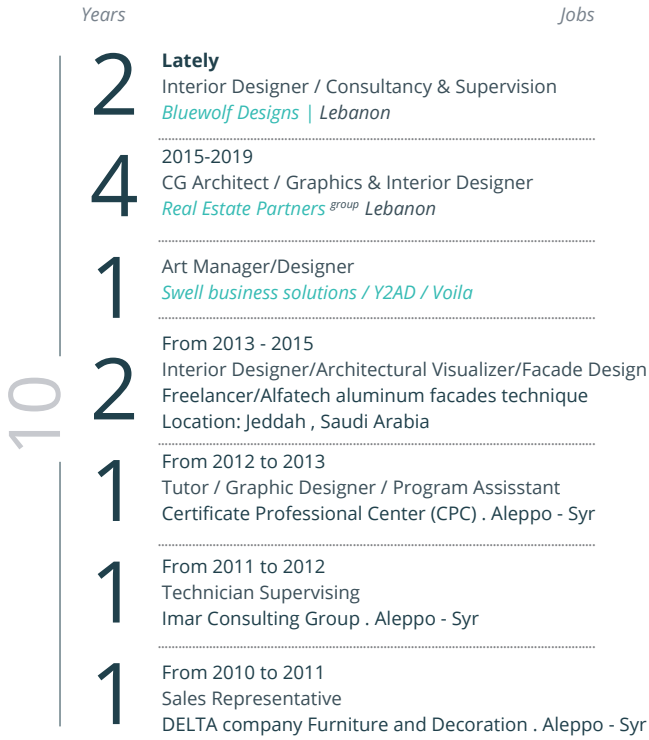 Years Jobs
2
Lately
Interior Designer / Consultancy & Supervision
Bluewolf Designs | Lebanon
4
2015-2019
CG Architect / Graphics & Interior Designer
Real Estate Partners group Lebanon
1
Art Manager/Designer
Swell business solutions / Y2AD / Voila
10
2
From 2013 - 2015
Interior Designer/Architectural Visualizer/Facade Design
Freelancer/Alfatech aluminum facades technique
Location: Jeddah , Saudi Arabia
1
From 2012 to 2013
Tutor / Graphic Designer / Program Assisstant
Certificate Professional Center (CPC) . Aleppo - Syr
1
From 2011 to 2012
Technician Supervising
Imar Consulting Group . Aleppo - Syr
1
From 2010 to 2011
Sales Representative
DELTA company Furniture and Decoration . Aleppo - Syr